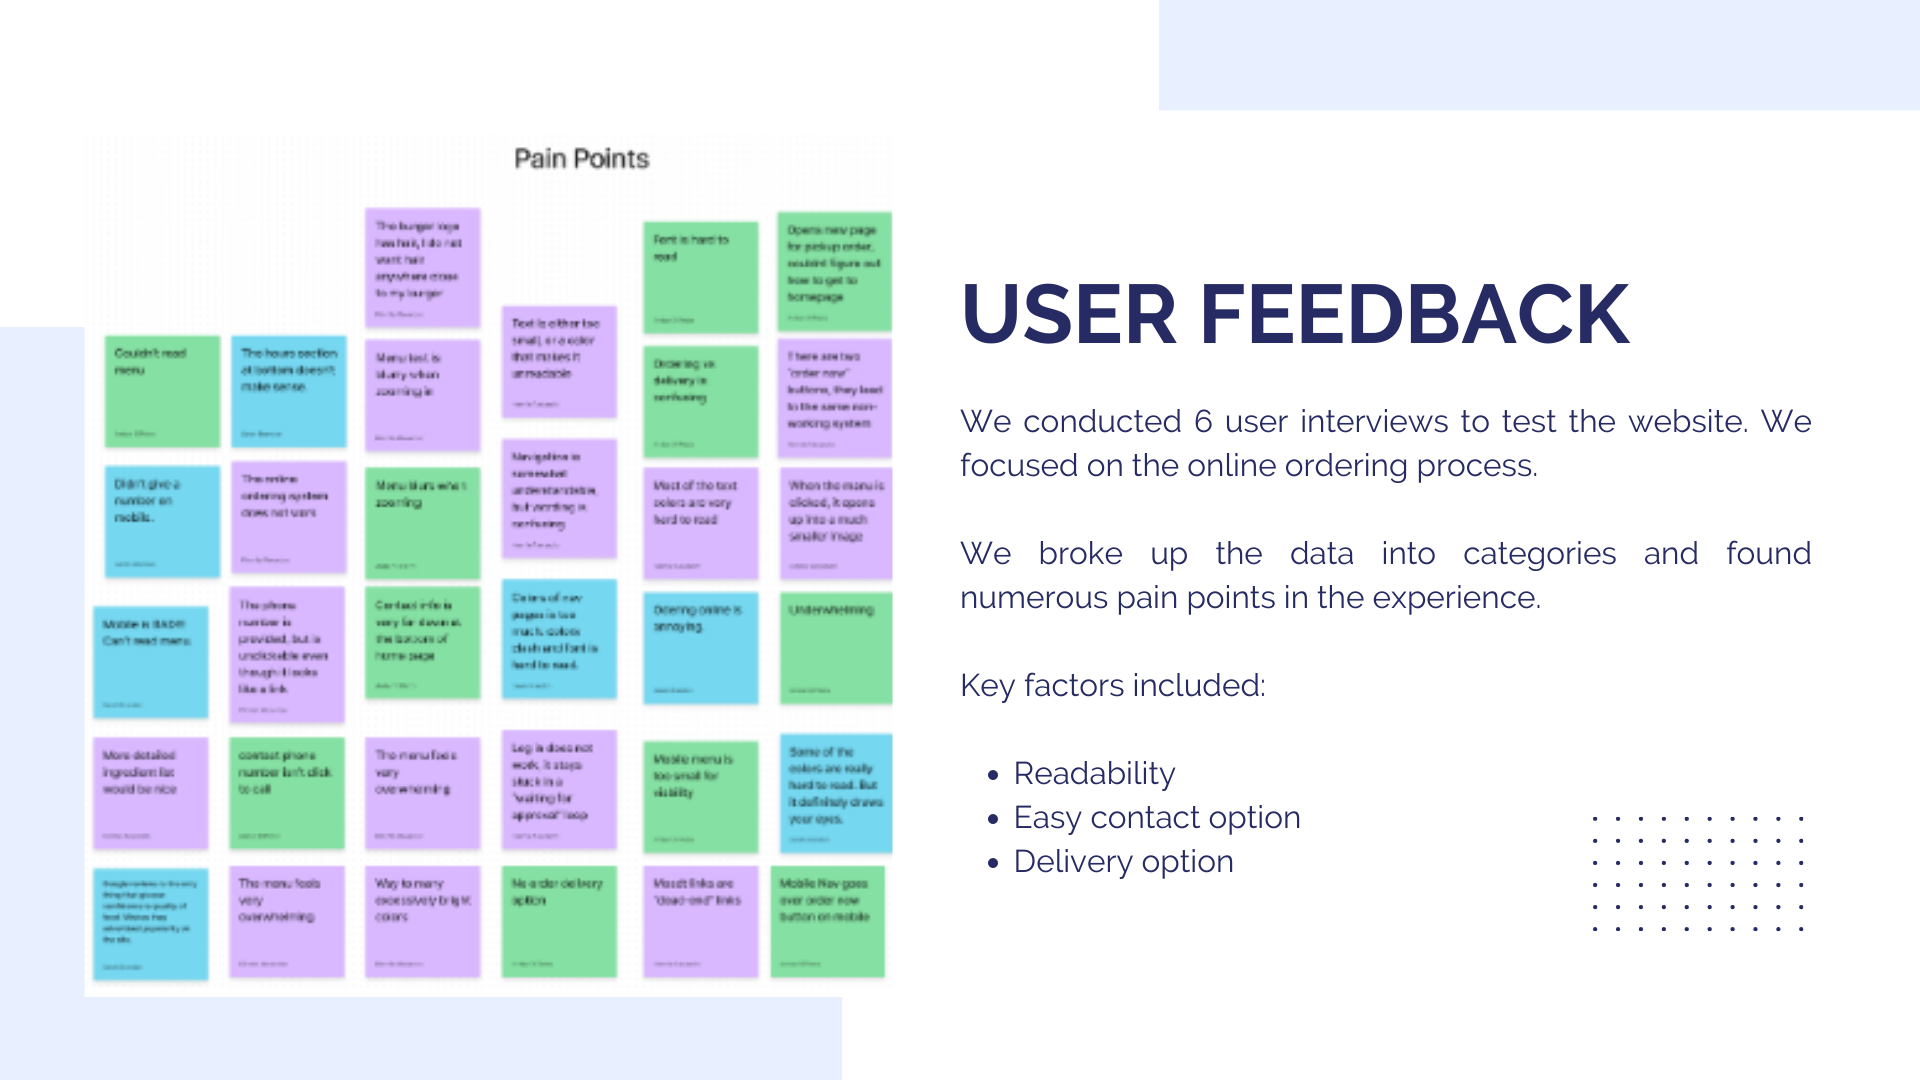 Pain Points
The burger logo
has hair, I do not
want hair
anywhere close
to my burger
Font is hard to
read
Opens new page
for pickup order,
couldnt figure out
how to get to
homepage
Text is either too
small, or a color
that makes it
unreadable
Couldn't read
menu
The hours section
at bottom doesn't
make sense.
Menu text is
blurry when
zooming in
Ordering vs
delivery is
confusing
There are two
"order now"
buttons, they lead
to the same non-
working system
Didn't give a
number on
mobile.
The online
ordering system
does not work
Menu blurs when
zooming
Navigation is
somewhat
understandable,
but wording is
confusing
Most of the text
colors are very
hard to read
When the menu is
clicked, it opens
up into a much
smaller image
Mobile is BAD!!!
Can't read menu.
The phone
number is
provided, but is
unclickable even
though it looks
like a link
Contact info is
very far down at
the bottom of
home page
Colors of
pages is too
much, colors
clash and font is
hard to read.
Odering online is
annoying.
Underwhelming
More detailed
ingredient list
would be nice
contact phone
number isn't click
to call
The menu feels
very
overwhelming
Log in does not
work, it stays
stuck in a
"waiting for
approval" loop
Mobile menu is
too small for
visibility
Some of the
colors are really
hard to read. But
it definitely draws
your eyes.
The menu feels
very
overwhelming
Way to many
excessively bright
colors
No order delivery
option
links are
"dead-end" links
Mobile Nav goes
over order now
button on mobile
USER FEEDBACK
We conducted 6 user interviews to test the website. We
focused on the online ordering process.
We broke up the data into categories and found
numerous pain points in the experience.
Key factors included:
• Readability
• Easy contact option
• Delivery option